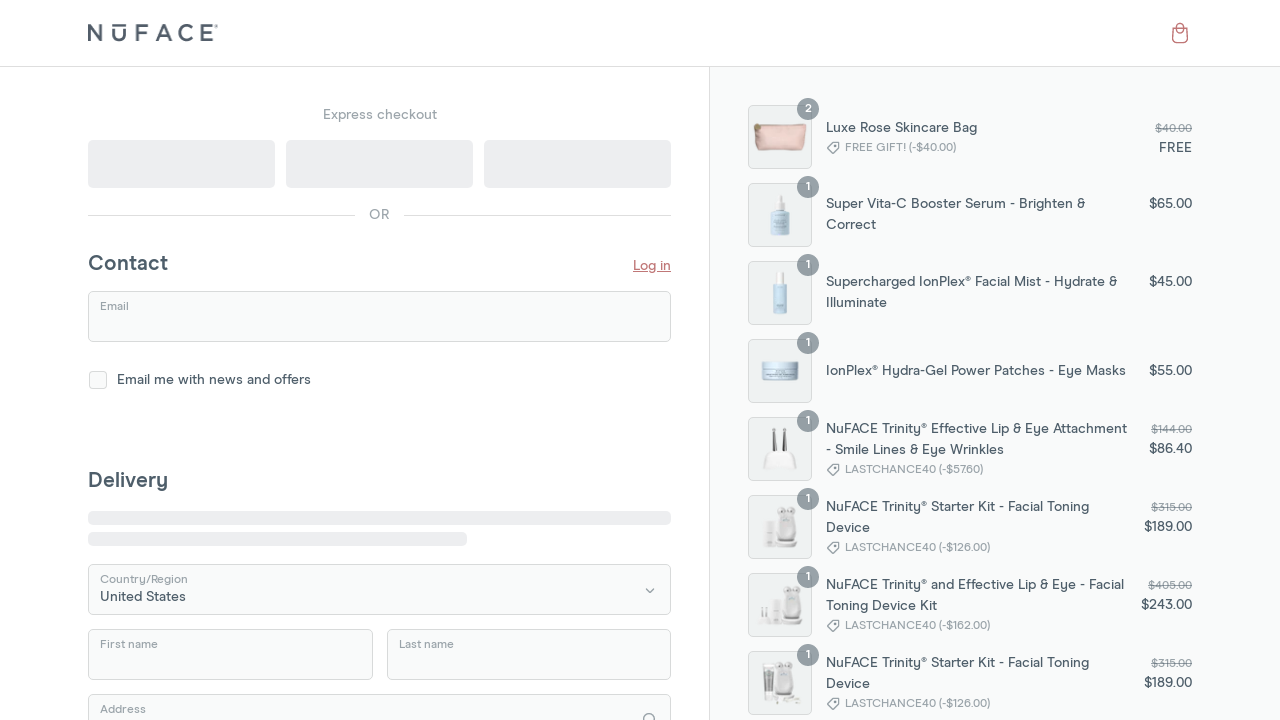 NUFACE®
Express checkout
OR
Contact
Log in
Email
Email me with news and offers
Delivery
Country/Region
United States
First name
Last name
Address
2
Luxe Rose Skincare Bag
FREE GIFT! (-$40.00)
$40.00
FREE
1
Super Vita-C Booster Serum - Brighten &
Correct
$65.00
1
Supercharged IonPlex® Facial Mist - Hydrate &
Illuminate
$45.00
1
IonPlex® Hydra-Gel Power Patches - Eye Masks
$55.00
1
NuFACE Trinity® Effective Lip & Eye Attachment
- Smile Lines & Eye Wrinkles
LASTCHANCE40 (-$57.60)
$144.00
$86.40
1
NuFACE Trinity® Starter Kit - Facial Toning
Device
LASTCHANCE40 (-$126.00)
$315.00
$189.00
1
NuFACE Trinity® and Effective Lip & Eye - Facial
Toning Device Kit
LASTCHANCE40 (-$162.00)
$405.00
$243.00
1
NuFACE Trinity® Starter Kit - Facial Toning
Device
LASTCHANCE40 (-$126.00)
$315.00
$189.00